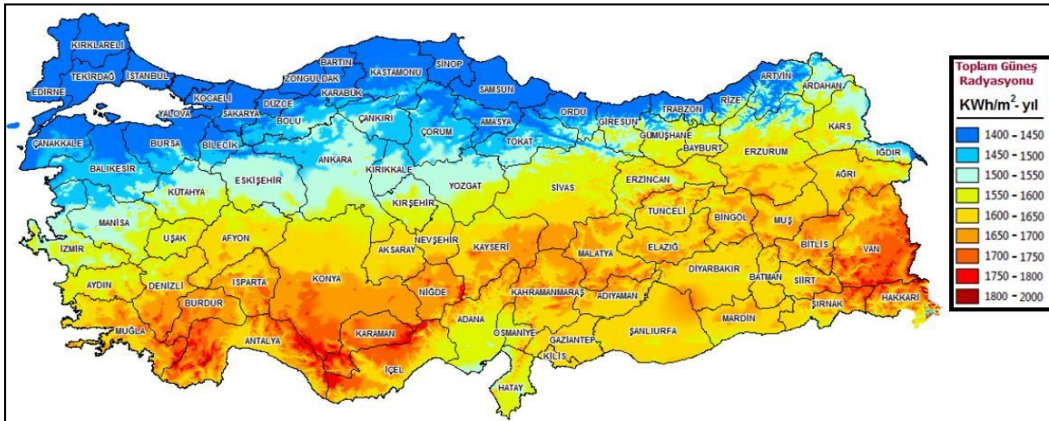 KIRKLARELİ
TEKİRDAĞ
İSTANBUL
EDİRNE
KOCAELİ
YALOVA
SAKARYA
DÜZCE
ZONGULDAK
BARTIN
KARABÜK
KASTAMONU
SİNOP
SAMSUN
ORDU
GİRESUN
TRABZON
RİZE
ARTVİN
ARDAHAN
ÇANAKKALE
BALIKESİR
BURSA
BİLECİK
BOLU
ÇANKIRI
ÇORUM
AMASYA
TOKAT
GÜMÜŞHANE
BAYBURT
ERZURUM
KARS
IĞDIR
KÜTAHYA
ESKİŞEHİR
ANKARA
KIRIKKALE
YOZGAT
SİVAS
ERZİNCAN
AĞRI
MANİSA
İZMİR
UŞAK
AFYON
KIRŞEHİR
AKSARAY
NEVŞEHİR
KAYSERİ
MALATYA
TUNCELİ
ELAZIĞ
BİNGÖL
MUŞ
BİTLİS
VAN
AYDIN
DENİZLİ
ISPARTA
BURDUR
KONYA
NİĞDE
KAHRAMANMARAŞ
ADIYAMAN
DİYARBAKIR
BATMAN
SİİRT
ŞIRNAK
HAKKARİ
MUĞLA
ANTALYA
KARAMAN
İÇEL
ADANA
OSMANİYE
GAZİANTEP
KİLİS
HATAY
ŞANLIURFA
MARDİN
Toplam Güneş
Radyasyonu
KWh/m²- yıl
1400 - 1450
1450 - 1500
1500 - 1550
1550 - 1600
1600 - 1650
1650 - 1700
1700 - 1750
1750 - 1800
1800 - 2000